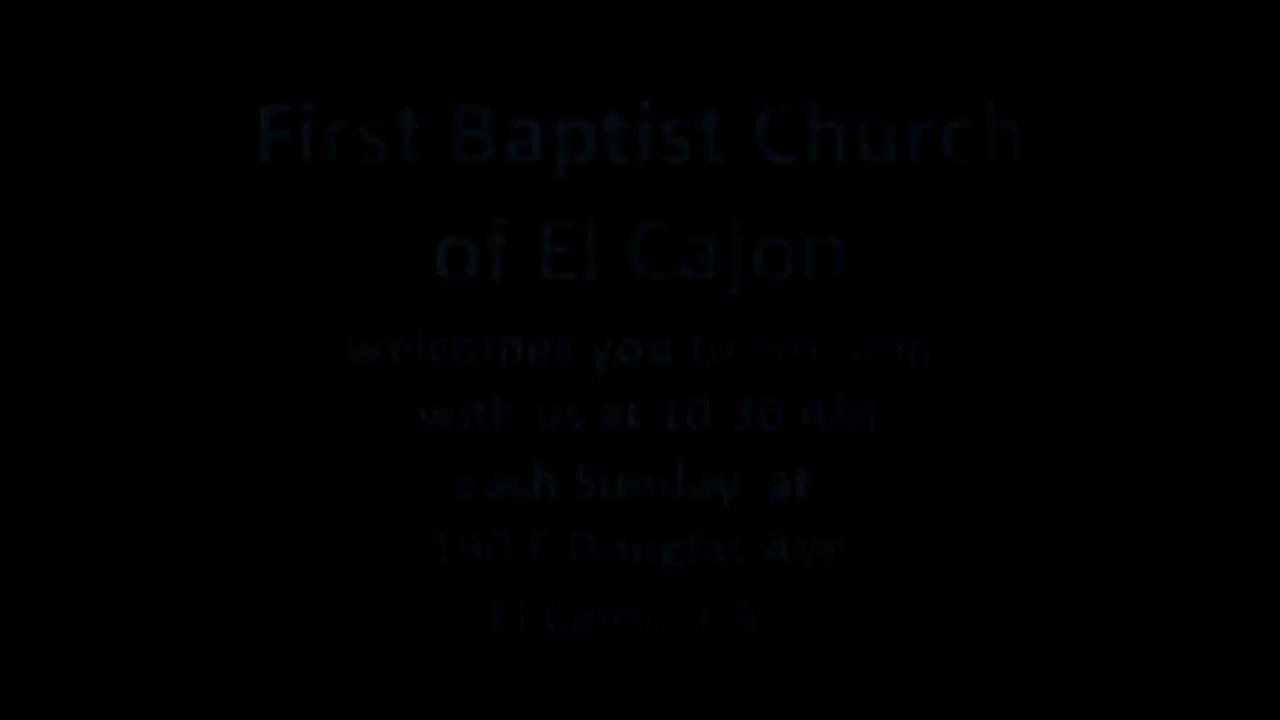 First Baptist Church
of El Cajon
welcomes you to worship
with us at 10:30 AM
each Sunday at
190 E Douglas Ave
El Cajon, CA